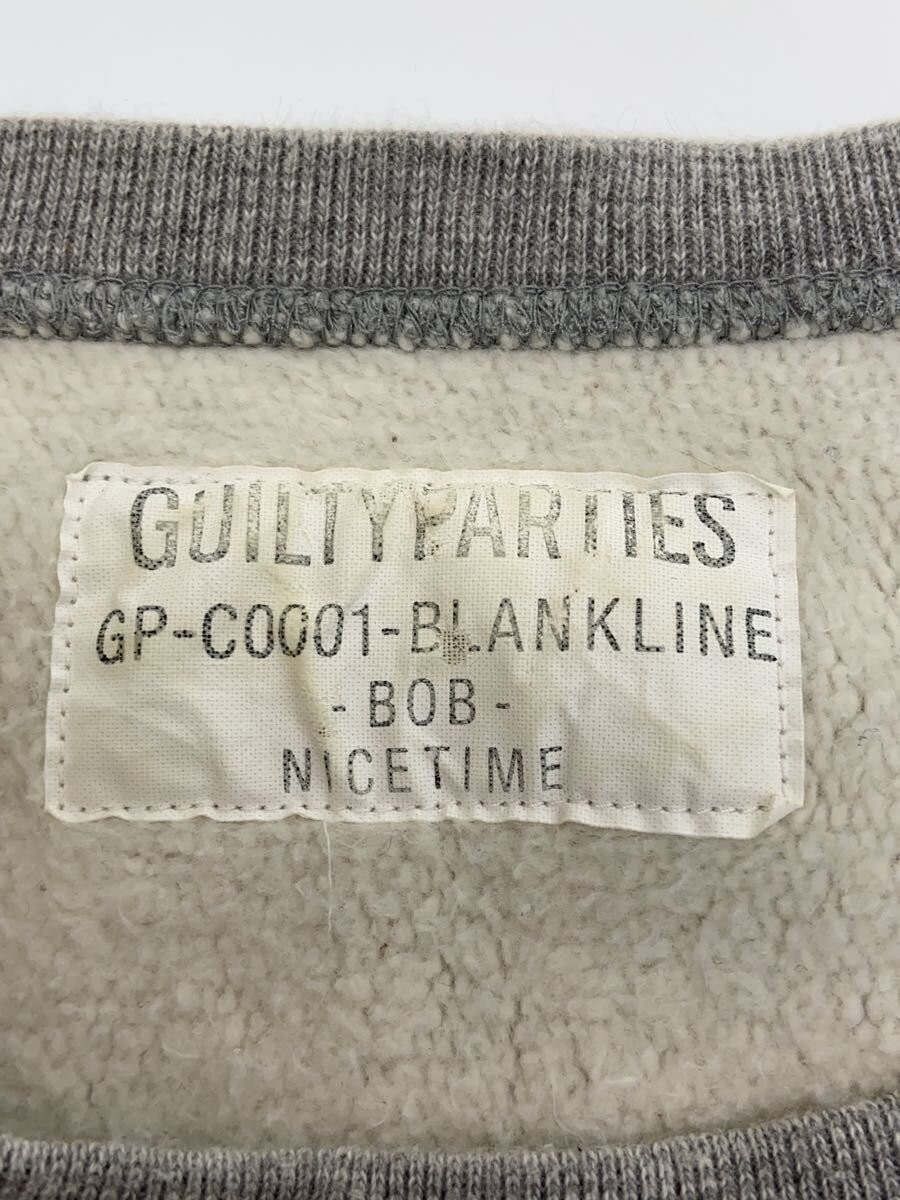 GUILTYPARTIES
GP-C0001-BLANKLINE
-BOB-
NICETIME